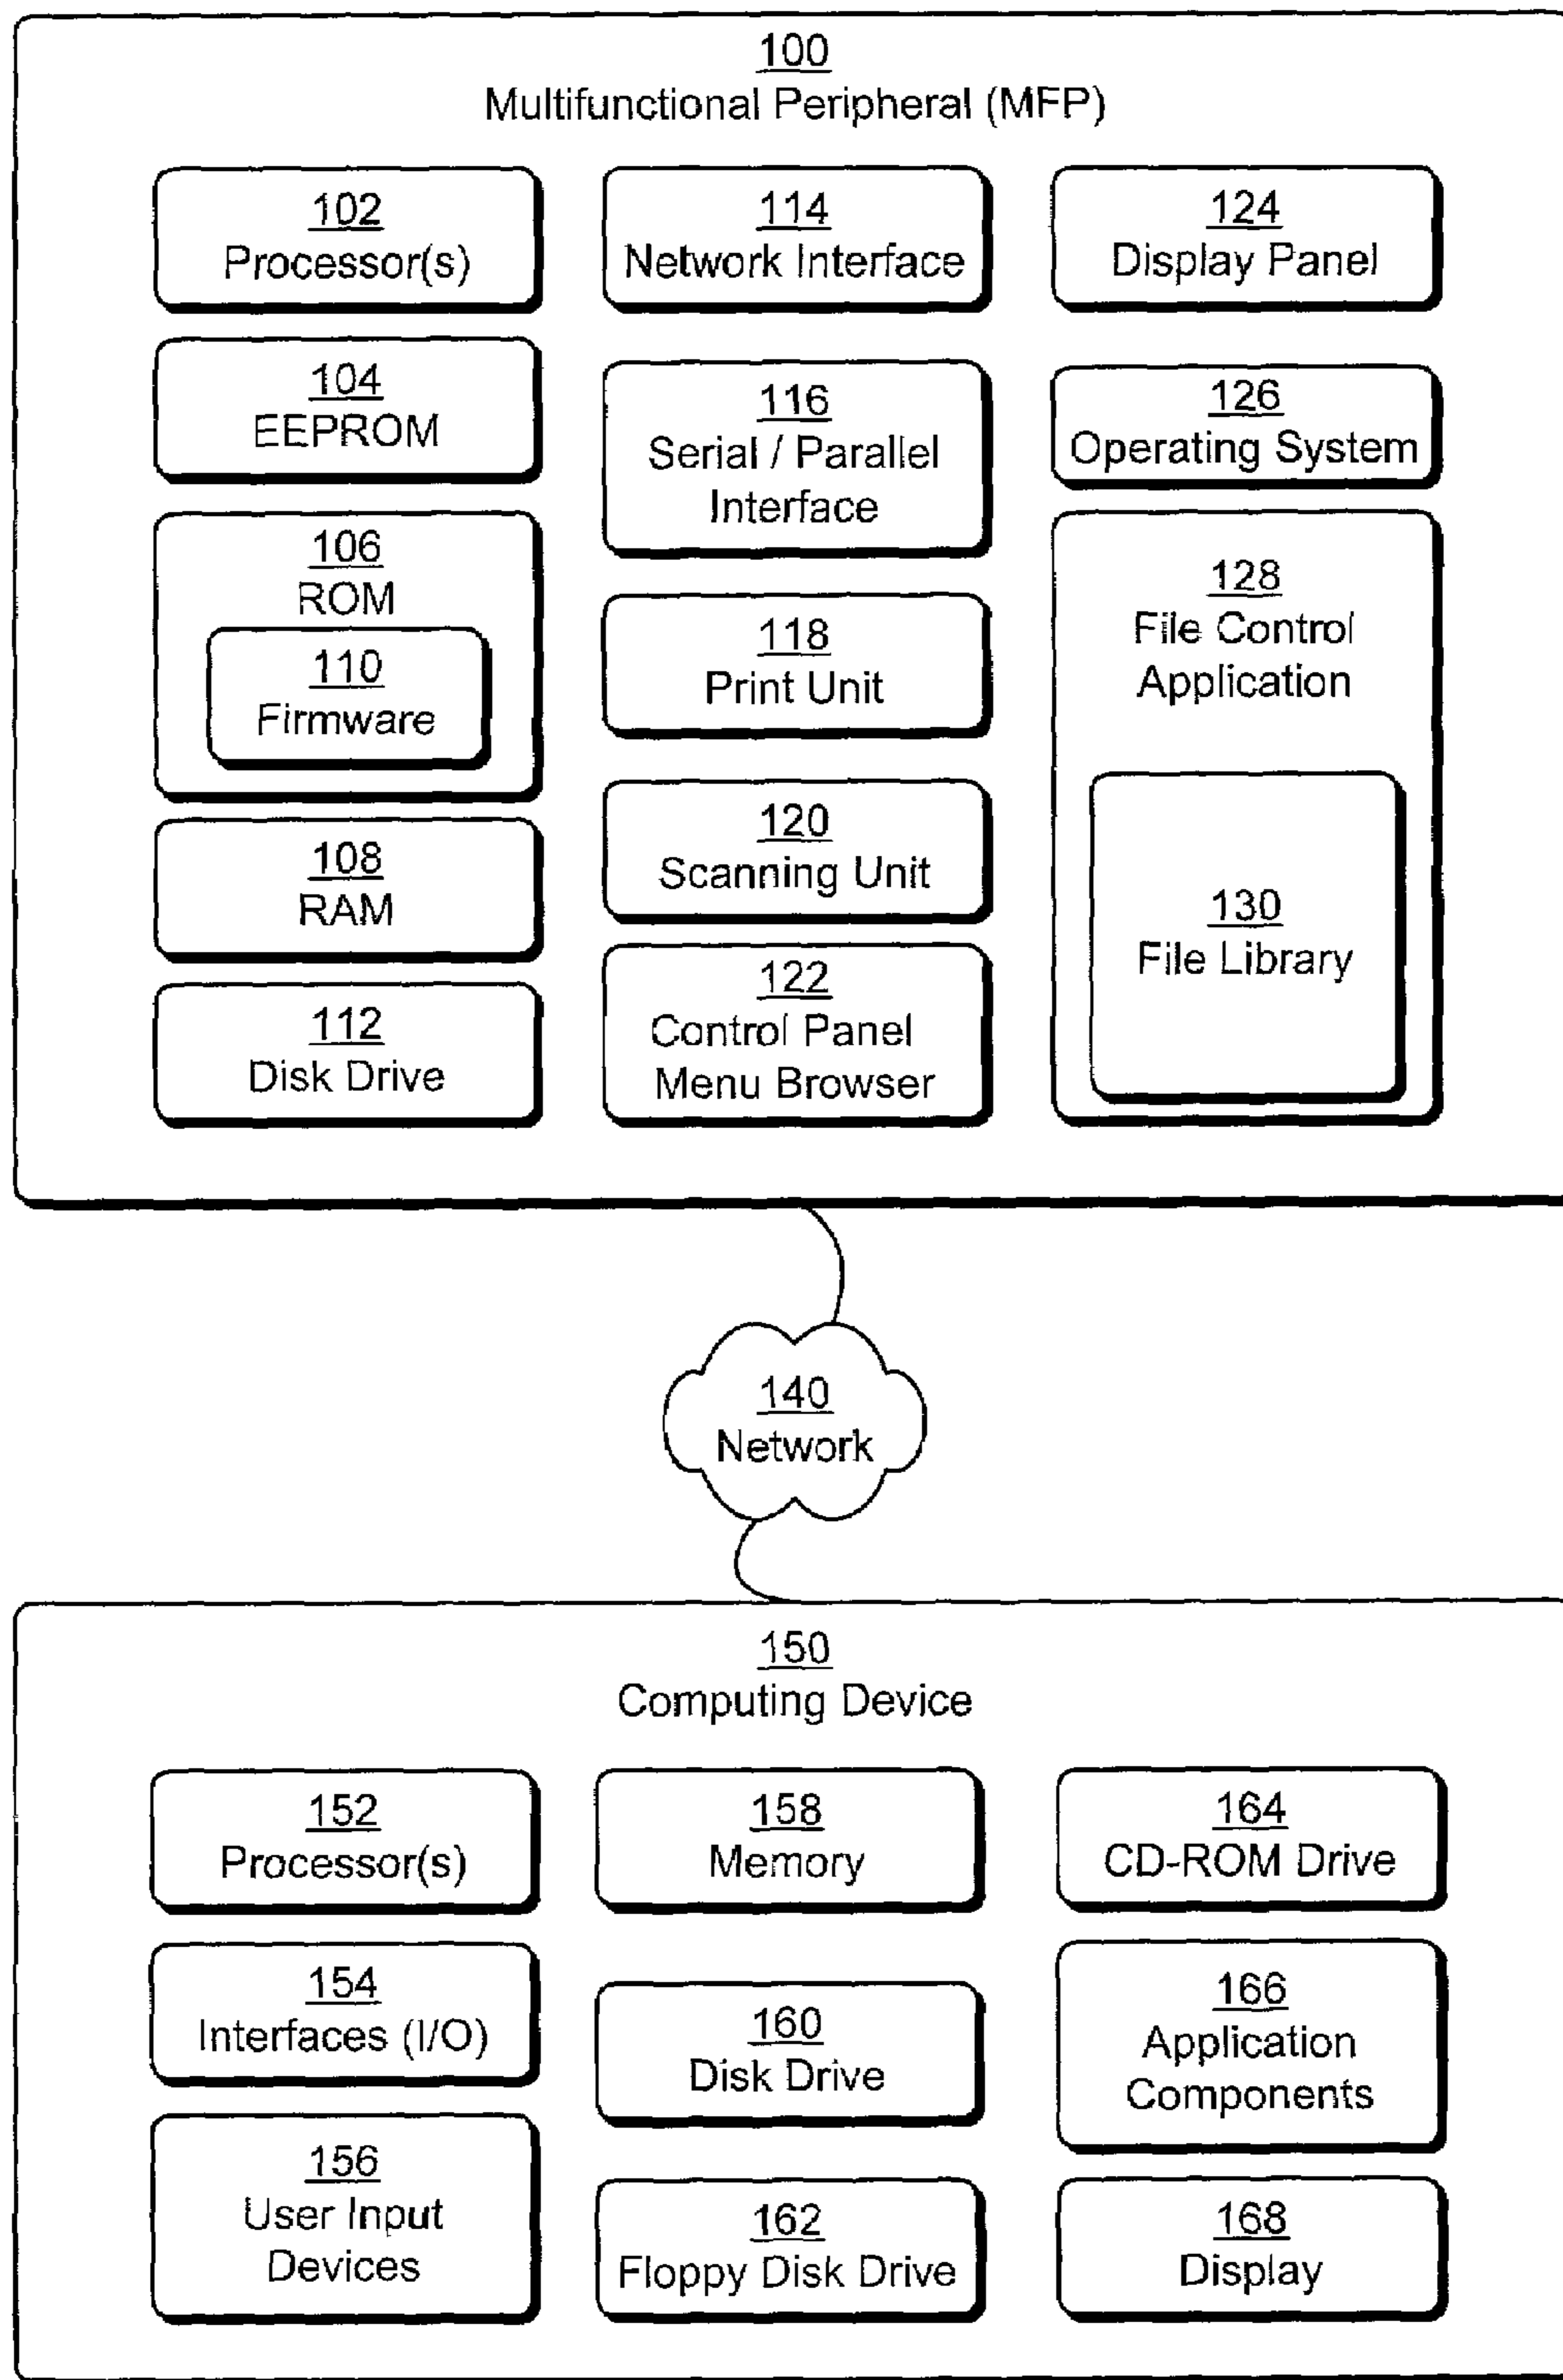 100
Multifunctional Peripheral (MFP)
102
Processor(s)
104
EEPROM
106
ROM
110
Firmware
108
RAM
112
Disk Drive
114
Network Interface
116
Serial / Parallel
Interface
118
Print Unit
120
Scanning Unit
122
Control Panel
Menu Browser
124
Display Panel
126
Operating System
128
File Control
Application
130
File Library
140
Network
150
Computing Device
152
Processor(s)
154
Interfaces (I/O)
156
User Input
Devices
158
Memory
160
Disk Drive
162
Floppy Disk Drive
164
CD-ROM Drive
166
Application
Components
168
Display